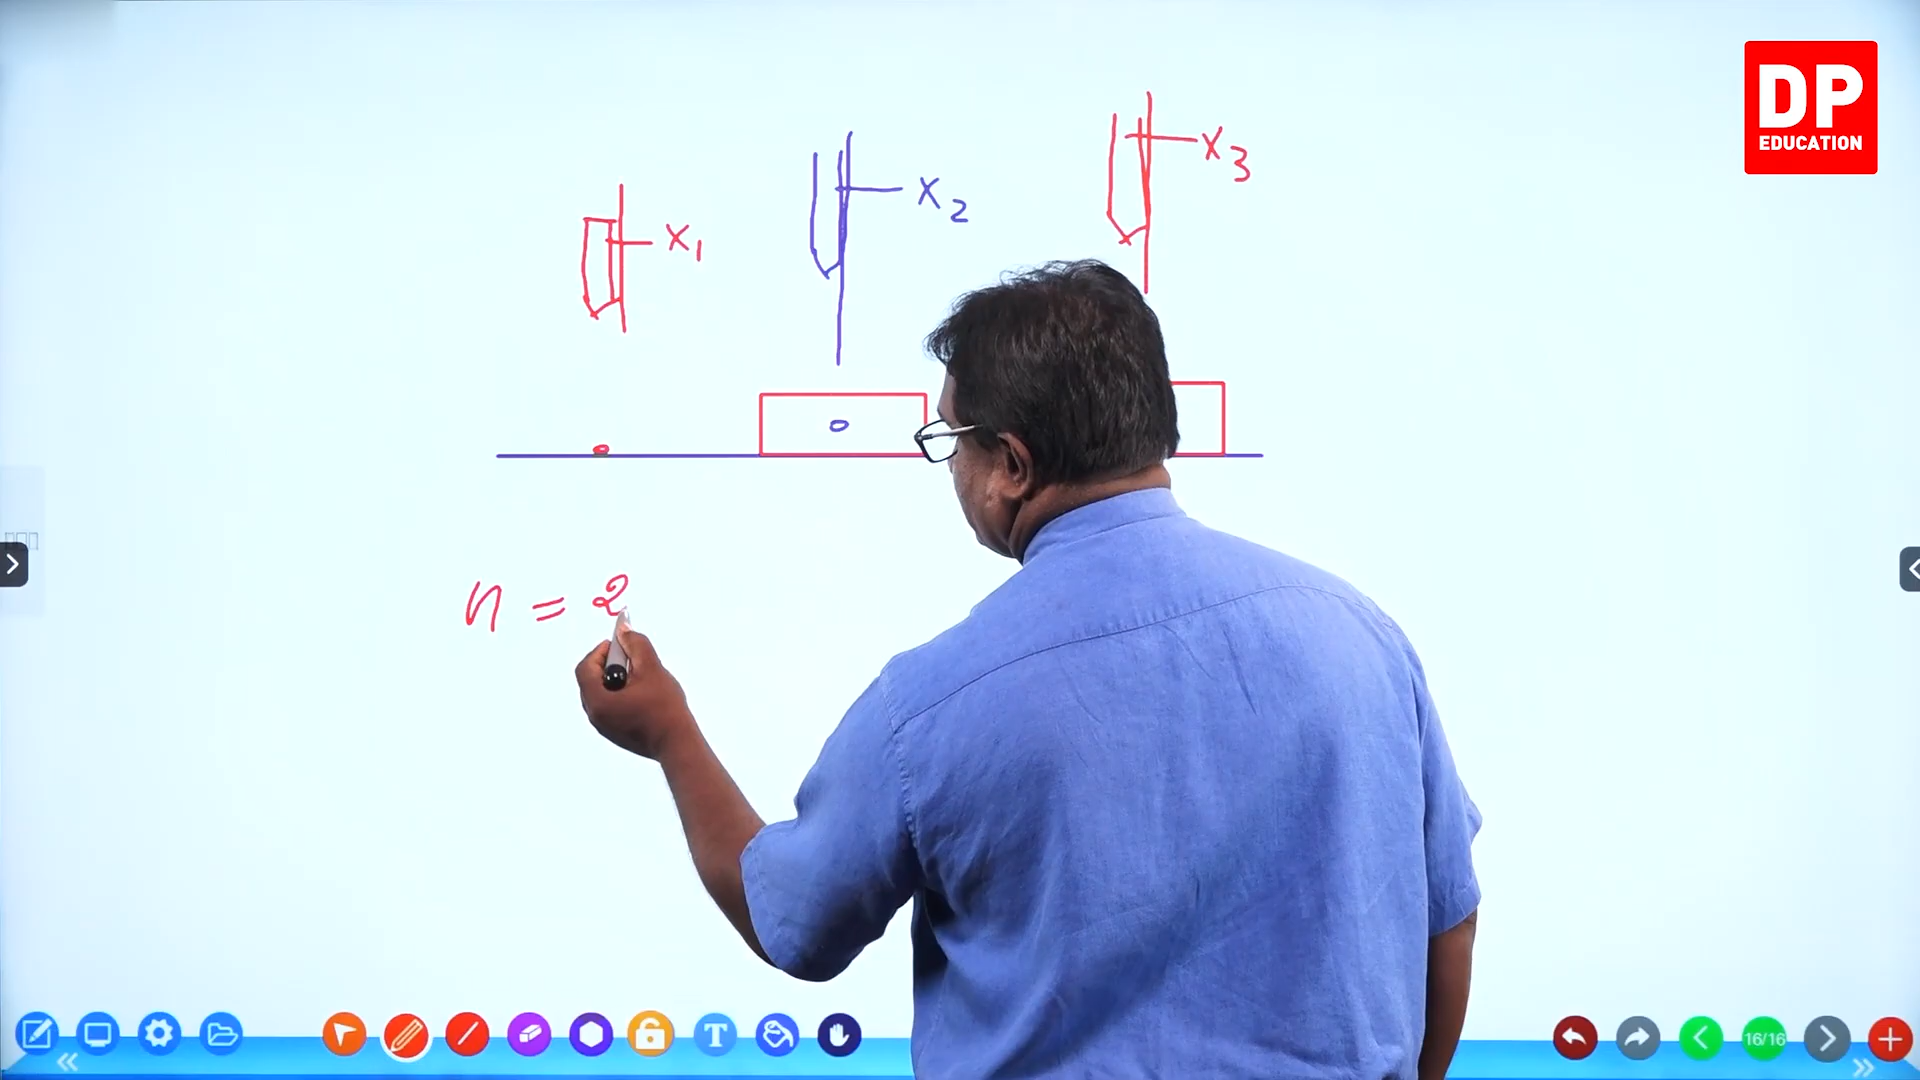 DP
EDUCATION
x3
x2
x1
n = 2
T
16/16